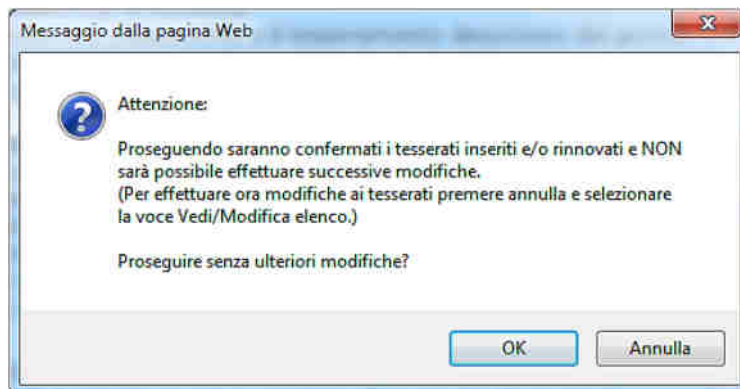 Messaggio dalla pagina Web
Attenzione:
Proseguendo saranno confermati i tesserati inseriti e/o rinnovati e NON
sarà possibile effettuare successive modifiche.
(Per effettuare ora modifiche ai tesserati premere annulla e selezionare
la voce Vedi/Modifica elenco.)
Proseguire senza ulteriori modifiche?
OK
Annulla